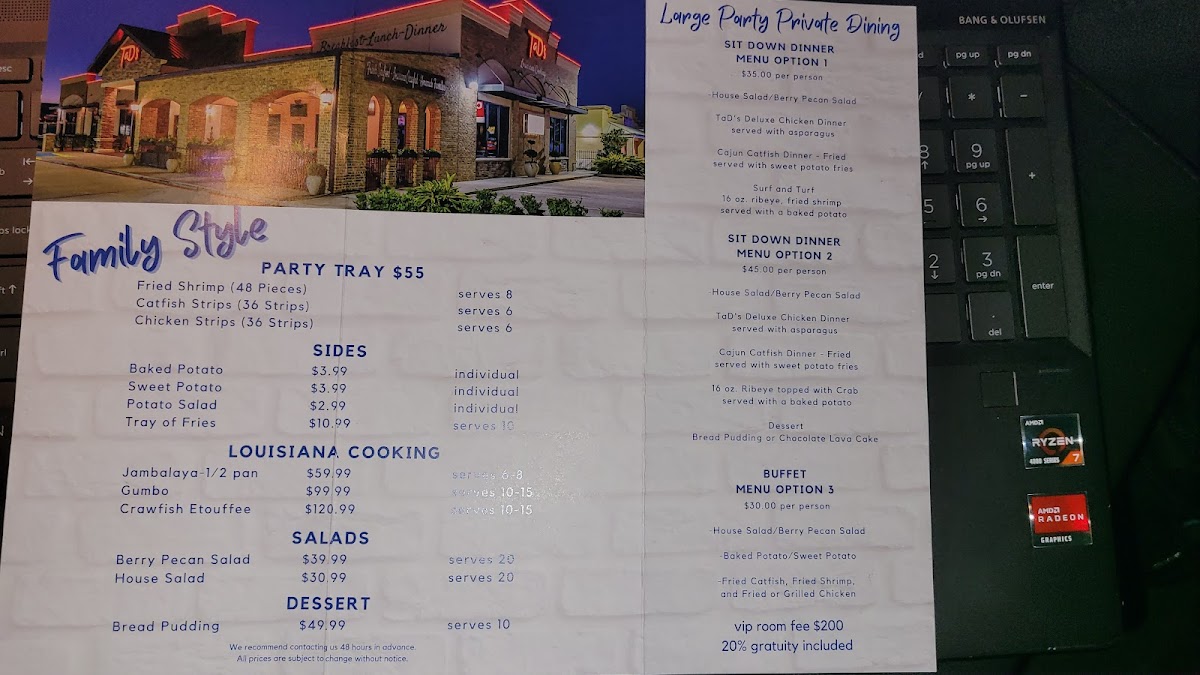 TaD's
Breakfast-Lunch-Dinner
TaD's
Family Style
PARTY TRAY $55
Fried Shrimp (48 Pieces) serves 8
Catfish Strips (36 Strips) serves 6
Chicken Strips (36 Strips) serves 6
SIDES
Baked Potato $3.99 individual
Sweet Potato $3.99 individual
Potato Salad $2.99 individual
Tray of Fries $10.99 serves 10
LOUISIANA COOKING
Jambalaya-1/2 pan $59.99 serves 6-8
Gumbo $99.99 serves 10-15
Crawfish Etouffee $120.99 serves 10-15
SALADS
Berry Pecan Salad $39.99 serves 20
House Salad $30.99 serves 20
DESSERT
Bread Pudding $49.99 serves 10
We recommend contacting us 48 hours in advance.
All prices are subject to change without notice.
Large Party Private Dining
SIT DOWN DINNER
MENU OPTION 1
$35.00 per person
-House Salad/Berry Pecan Salad
TaD's Deluxe Chicken Dinner
served with asparagus
Cajun Catfish Dinner - Fried
served with sweet potato fries
Surf and Turf
16 oz. ribeye, fried shrimp
served with a baked potato
SIT DOWN DINNER
MENU OPTION 2
$45.00 per person
-House Salad/Berry Pecan Salad
TaD's Deluxe Chicken Dinner
served with asparagus
Cajun Catfish Dinner - Fried
served with sweet potato fries
16 oz. Ribeye topped with Crab
served with a baked potato
Dessert
Bread Pudding or Chocolate Lava Cake
BUFFET
MENU OPTION 3
$30.00 per person
-House Salad/Berry Pecan Salad
-Baked Potato/Sweet Potato
-Fried Catfish, Fried Shrimp,
and Fried or Grilled Chicken
vip room fee $200
20% gratuity included
BANG & OLUFSEN
pg up pg dn
* -
8 9
pg up
+
5 6
2 3
pg dn
enter
.
del
AMD
RYZEN
4000 SERIES 7
AMD
RADEON
GRAPHICS